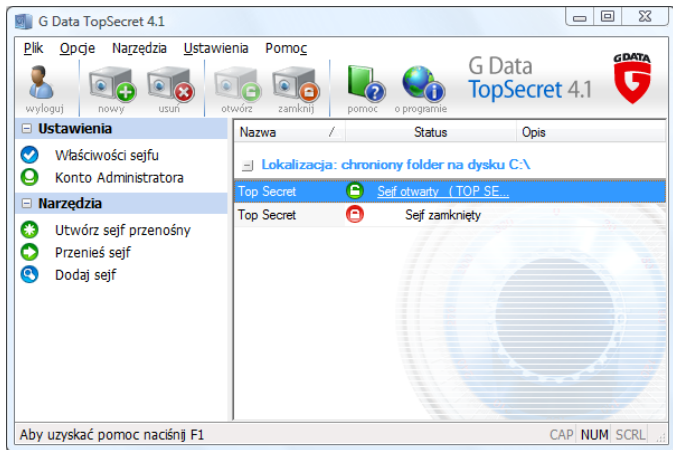 G Data TopSecret 4.1
Plik Opcje Narzędzia Ustawienia Pomoc
wyloguj nowy usuń otwórz zamknij pomoc o programie
G Data
TopSecret 4.1
G DATA
Ustawienia
Właściwości sejfu
Konto Administratora
Narzędzia
Utwórz sejf przenośny
Przenieś sejf
Dodaj sejf
Nazwa Status Opis
Lokalizacja: chroniony folder na dysku C:\
Top Secret Sejf otwarty ( TOP SE...
Top Secret Sejf zamknięty
Aby uzyskać pomoc naciśnij F1 CAP NUM SCRL